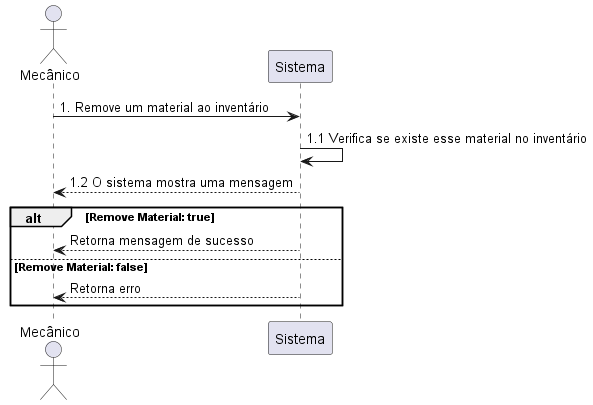 Mecânico
Sistema
1. Remove um material ao inventário
1.1 Verifica se existe esse material no inventário
1.2 O sistema mostra uma mensagem
alt [Remove Material: true]
Retorna mensagem de sucesso
[Remove Material: false]
Retorna erro
Mecânico
Sistema